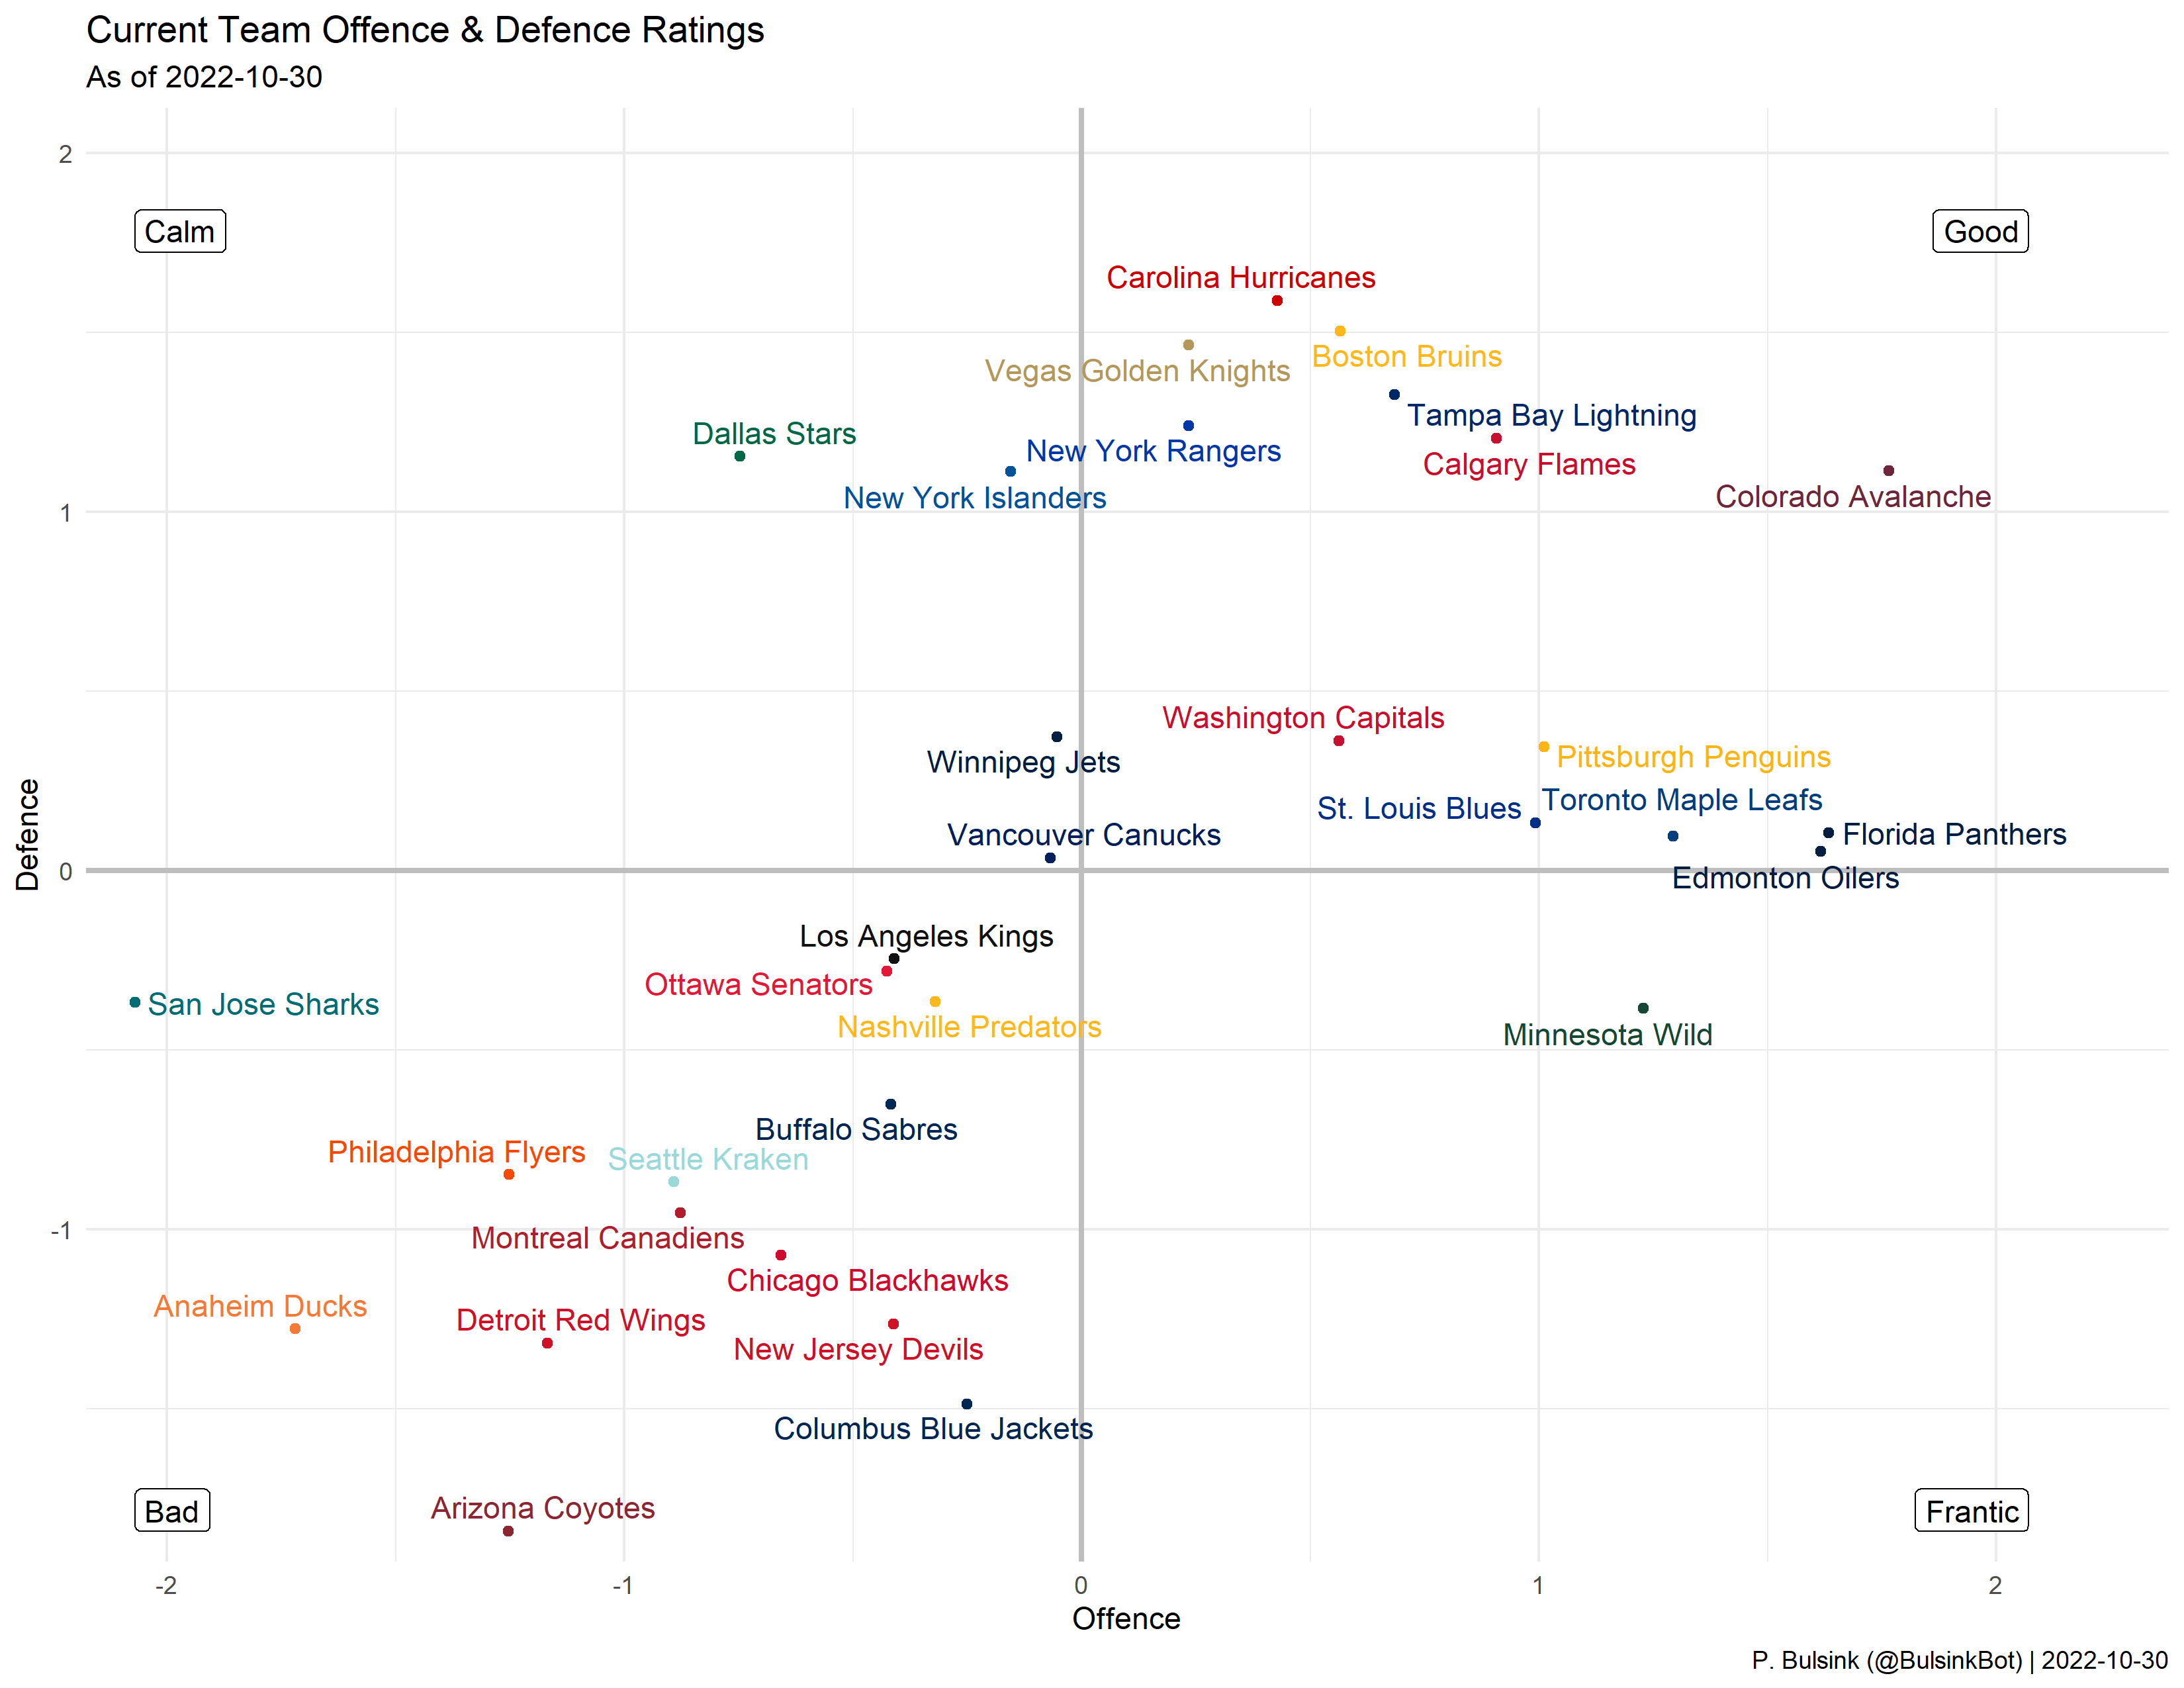 Current Team Offence & Defence Ratings
As of 2022-10-30
2
Calm
Good
Carolina Hurricanes
Boston Bruins
Vegas Golden Knights
Tampa Bay Lightning
Dallas Stars
New York Rangers
Calgary Flames
Colorado Avalanche
New York Islanders
1
Washington Capitals
Winnipeg Jets
Pittsburgh Penguins
Toronto Maple Leafs
St. Louis Blues
Vancouver Canucks
Florida Panthers
Defence
0
Edmonton Oilers
Los Angeles Kings
Ottawa Senators
San Jose Sharks
Nashville Predators
Minnesota Wild
Buffalo Sabres
Philadelphia Flyers
Seattle Kraken
-1
Montreal Canadiens
Chicago Blackhawks
Anaheim Ducks
Detroit Red Wings
New Jersey Devils
Columbus Blue Jackets
Arizona Coyotes
Bad
Frantic
-2
-1
0
1
2
Offence
P. Bulsink (@BulsinkBot) | 2022-10-30